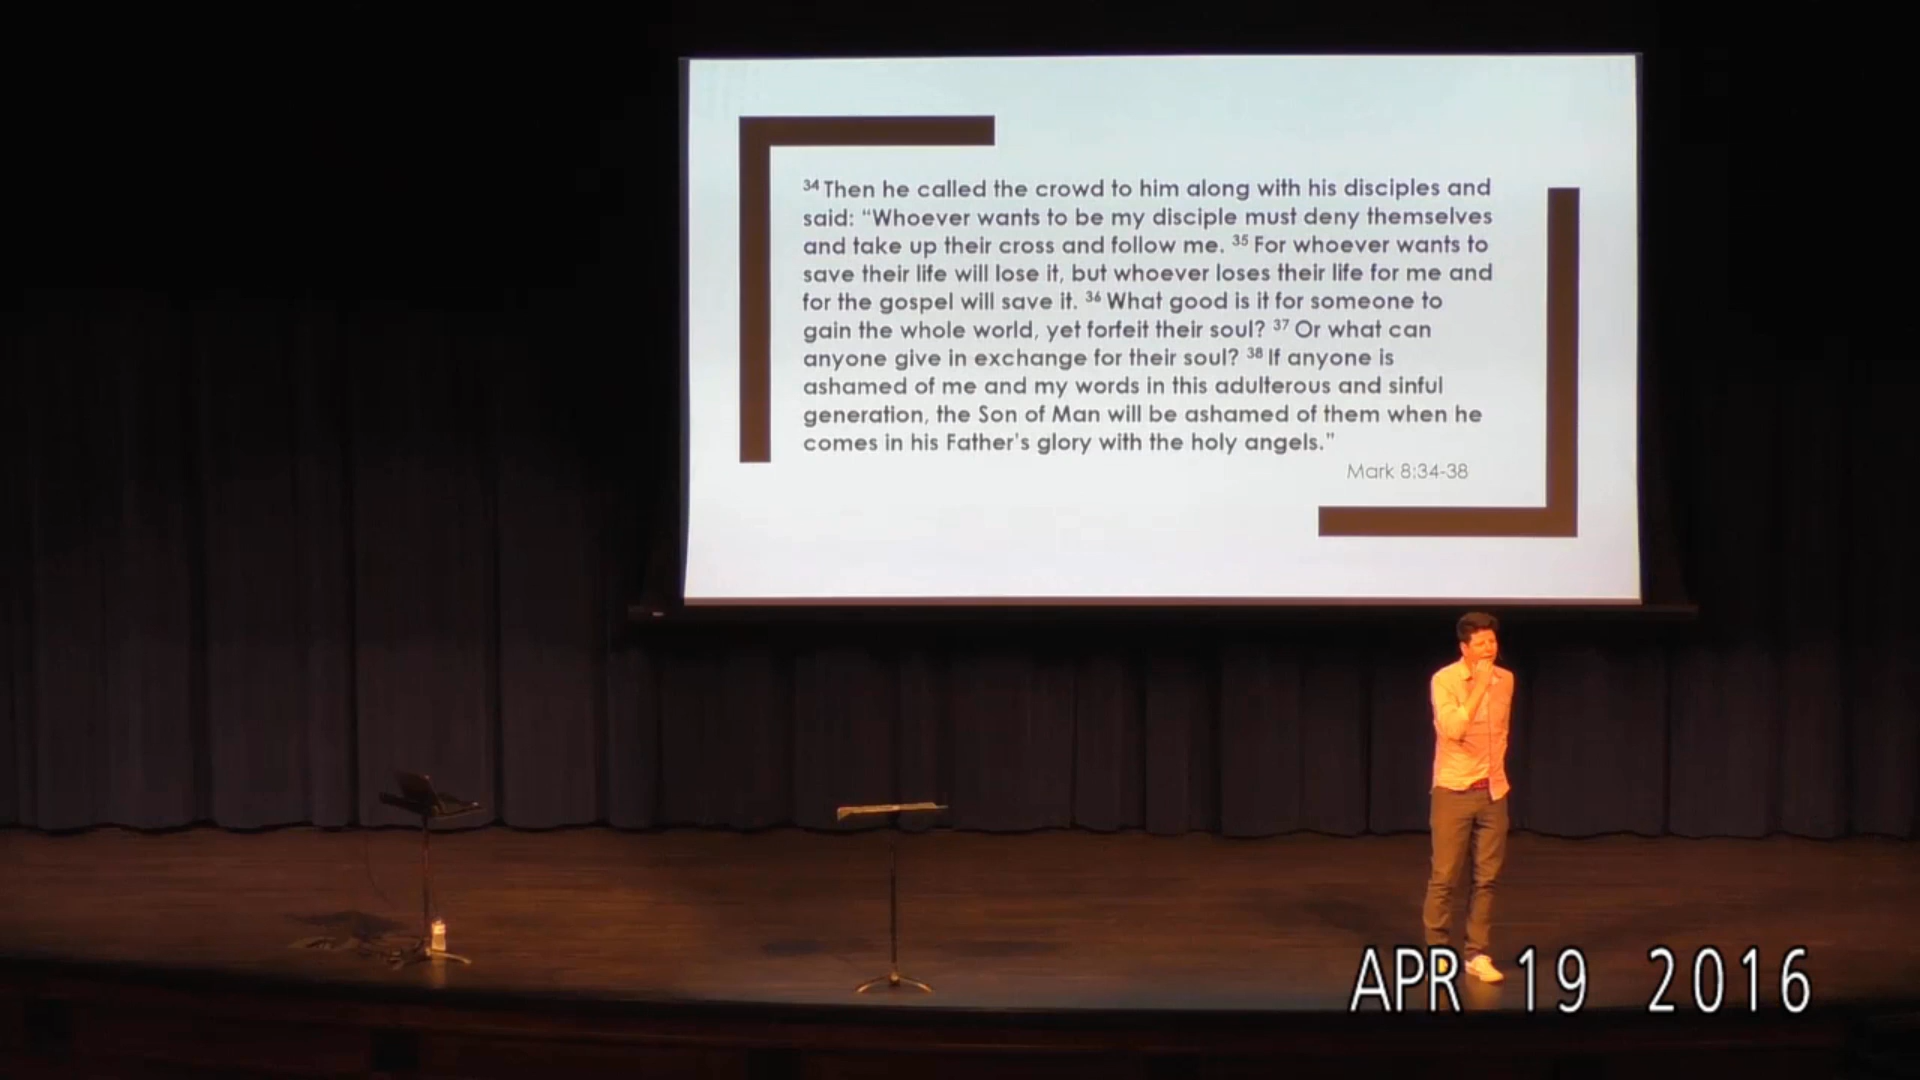 34 Then he called the crowd to him along with his disciples and
said: “Whoever wants to be my disciple must deny themselves
and take up their cross and follow me. 35 For whoever wants to
save their life will lose it, but whoever loses their life for me and
for the gospel will save it. 36 What good is it for someone to
gain the whole world, yet forfeit their soul? 37 Or what can
anyone give in exchange for their soul? 38 If anyone is
ashamed of me and my words in this adulterous and sinful
generation, the Son of Man will be ashamed of them when he
comes in his Father's glory with the holy angels.”
Mark 8:34-38
APR 19 2016